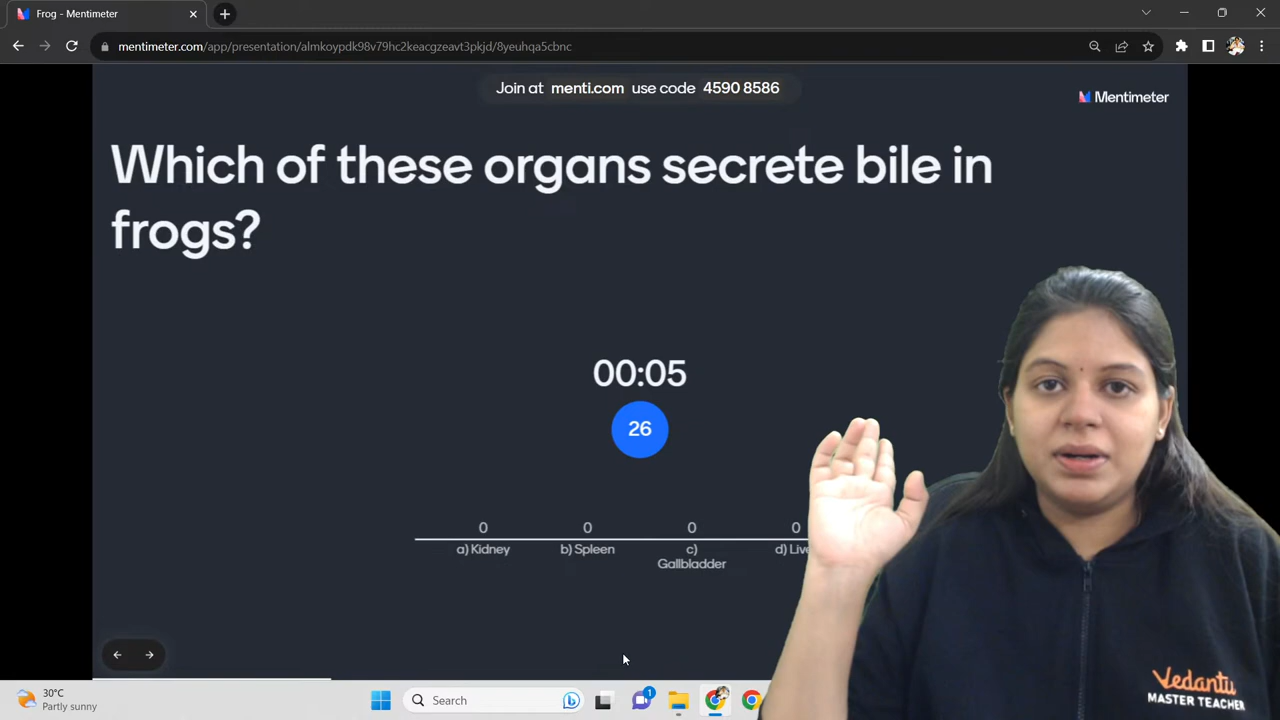 Frog - Mentimeter
mentimeter.com/app/presentation/almkoypdk98v79hc2keacgzeavt3pkjd/8yeuhqa5cbnc
Join at menti.com use code 4590 8586
Mentimeter
Which of these organs secrete bile in
frogs?
00:05
26
0 0 0 0
a) Kidney b) Spleen c) d)
Gallbladder
Vedantu
MASTER TEACHER
30°C
Partly sunny
Search
1